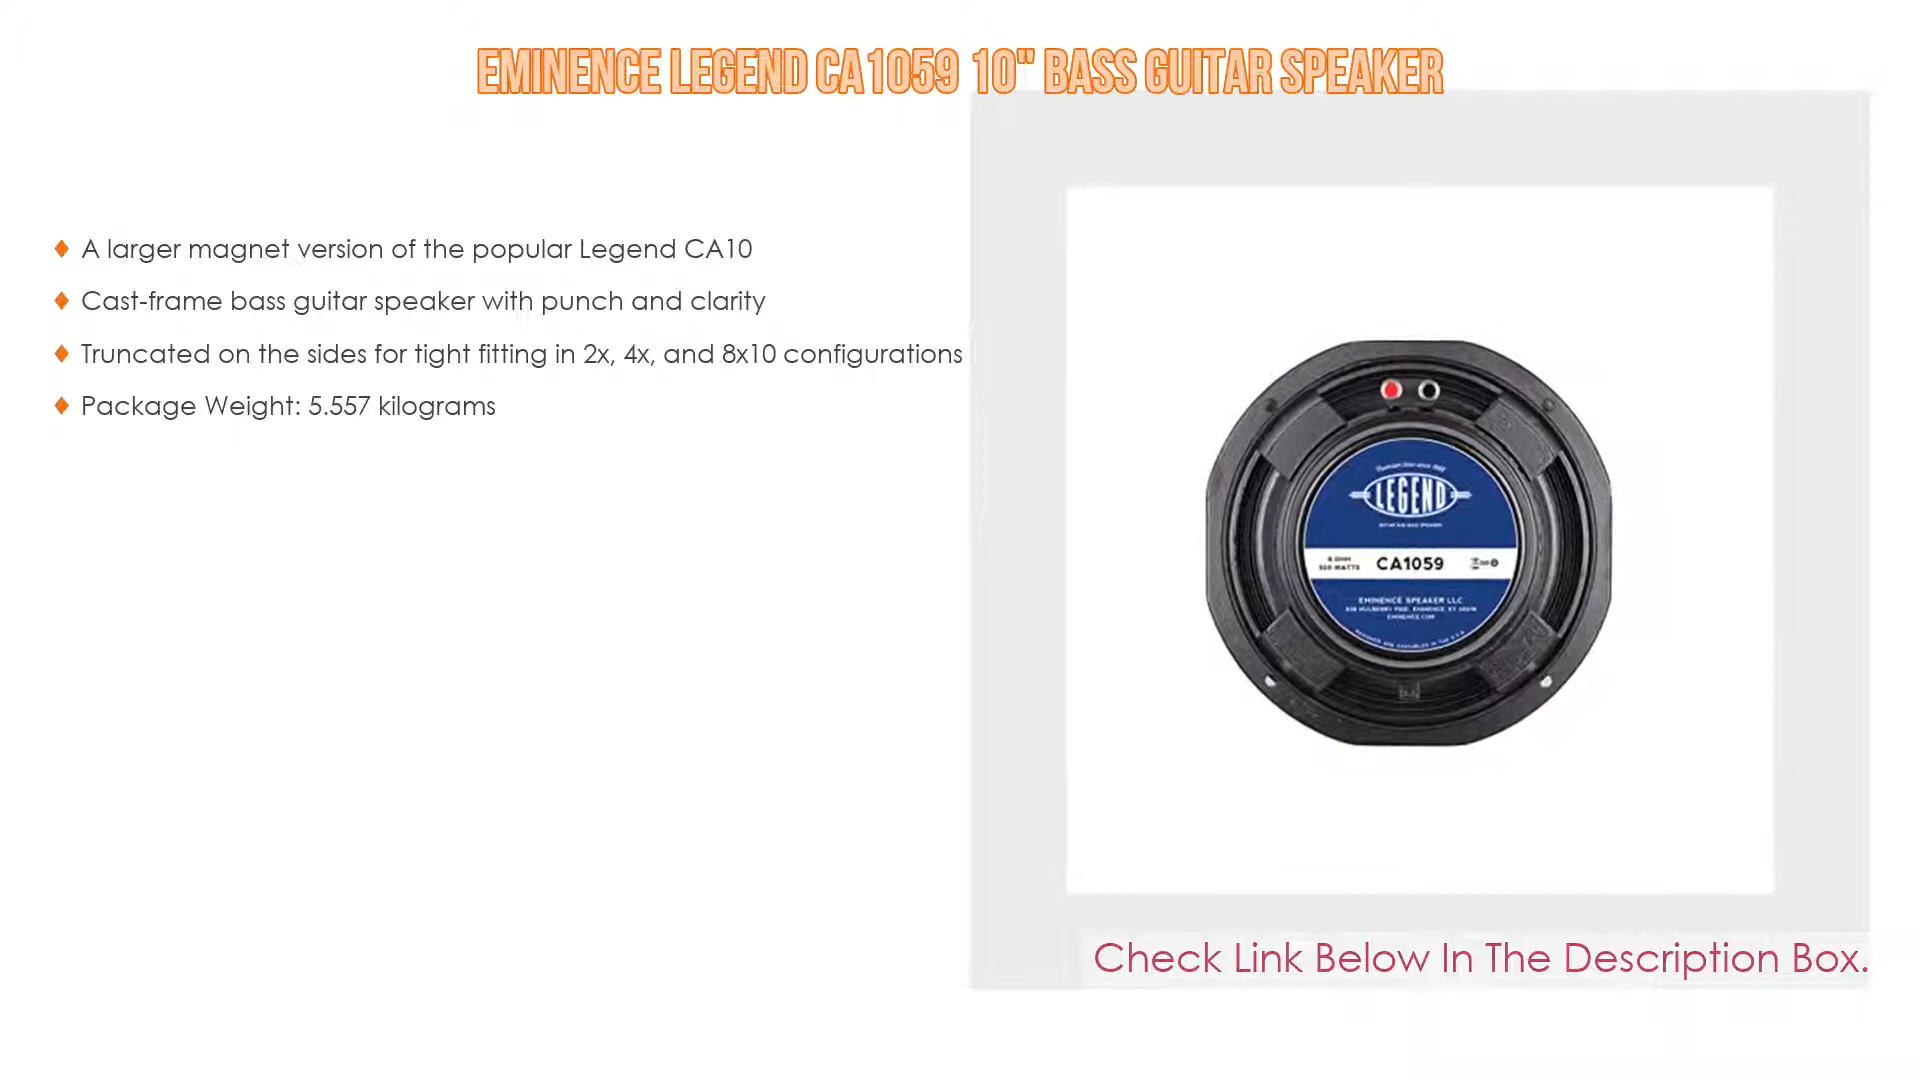 EMINENCE LEGEND CA1059 10" BASS GUITAR SPEAKER
A larger magnet version of the popular Legend CA10
Cast-frame bass guitar speaker with punch and clarity
Truncated on the sides for tight fitting in 2x, 4x, and 8x10 configurations
Package Weight: 5.557 kilograms
LEGEND
CA1059
EMINENCE SPEAKER LLC
EMINENCE.COM
Check Link Below In The Description Box.